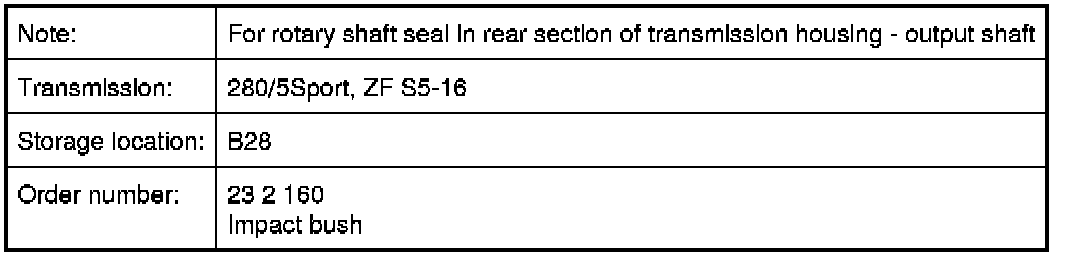 Note: For rotary shaft seal in rear section of transmission housing - output shaft
Transmission: 280/5Sport, ZF S5-16
Storage location: B28
Order number: 23 2 160
Impact bush